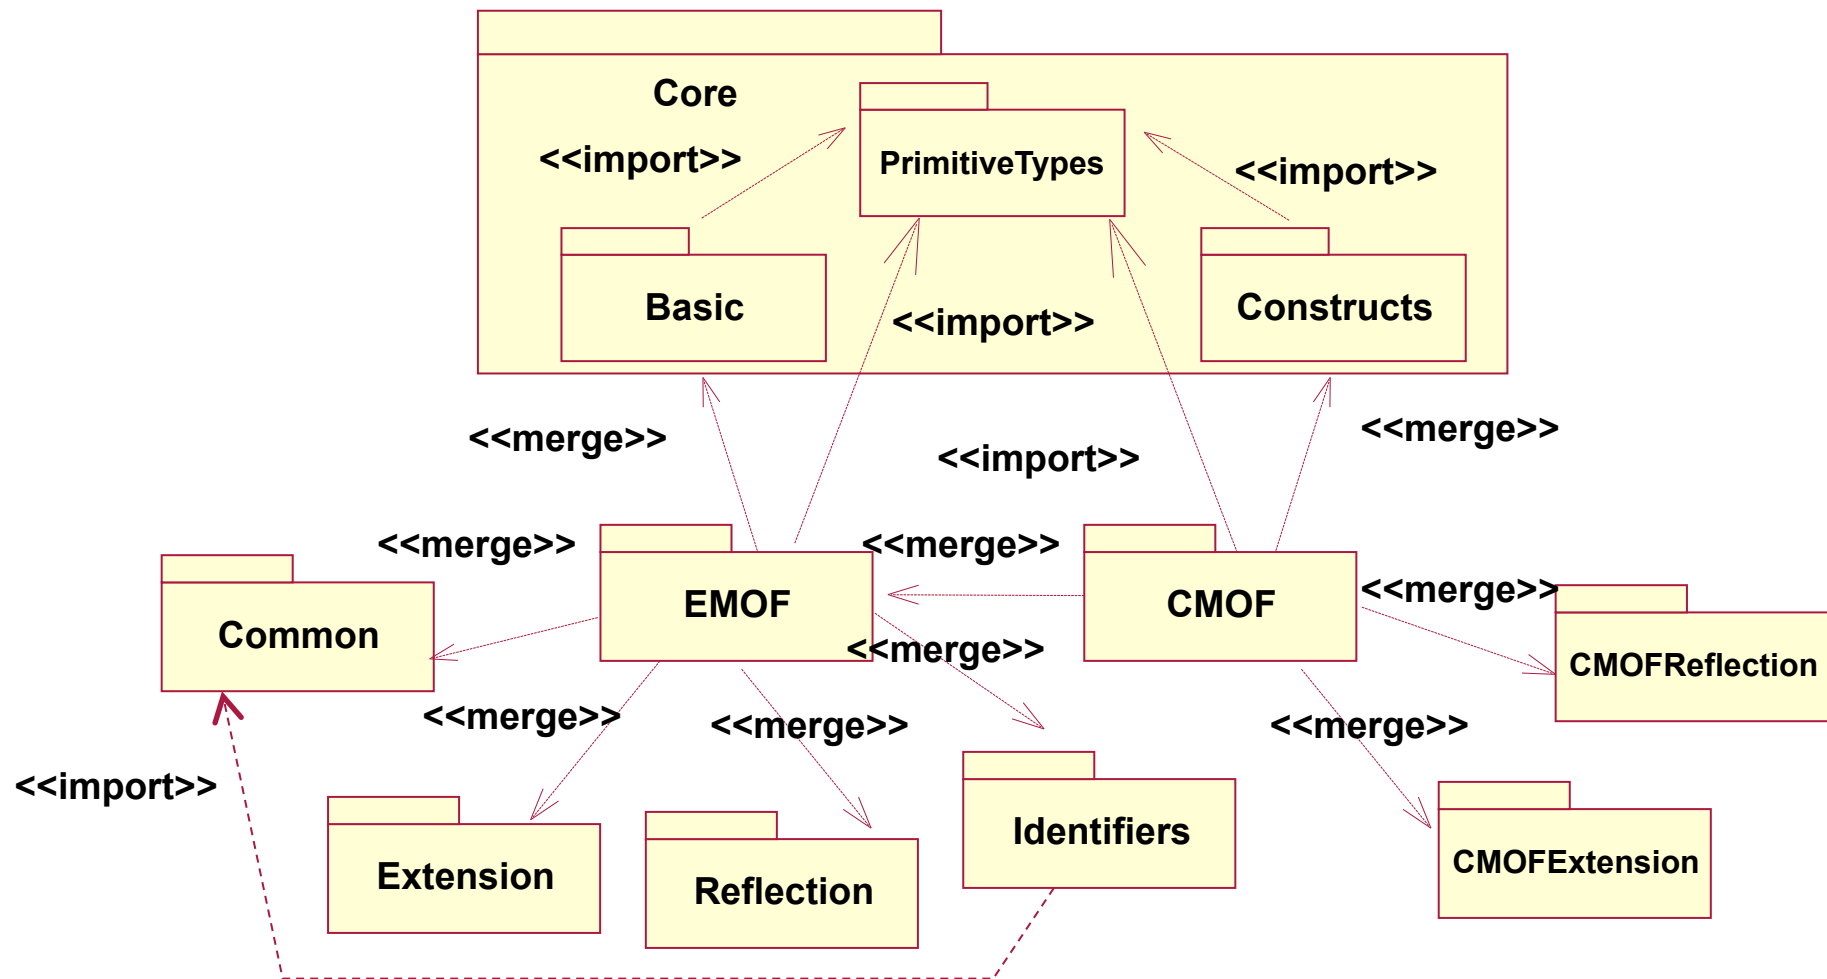 Core
<<import>>
PrimitiveTypes
<<import>>
Basic
<<import>>
Constructs
<<merge>>
<<import>>
<<merge>>
<<merge>>
<<merge>>
Common
EMOF
CMOF
<<merge>>
<<merge>>
CMOFReflection
<<merge>>
<<merge>>
<<merge>>
<<import>>
Extension
Reflection
Identifiers
CMOFExtension